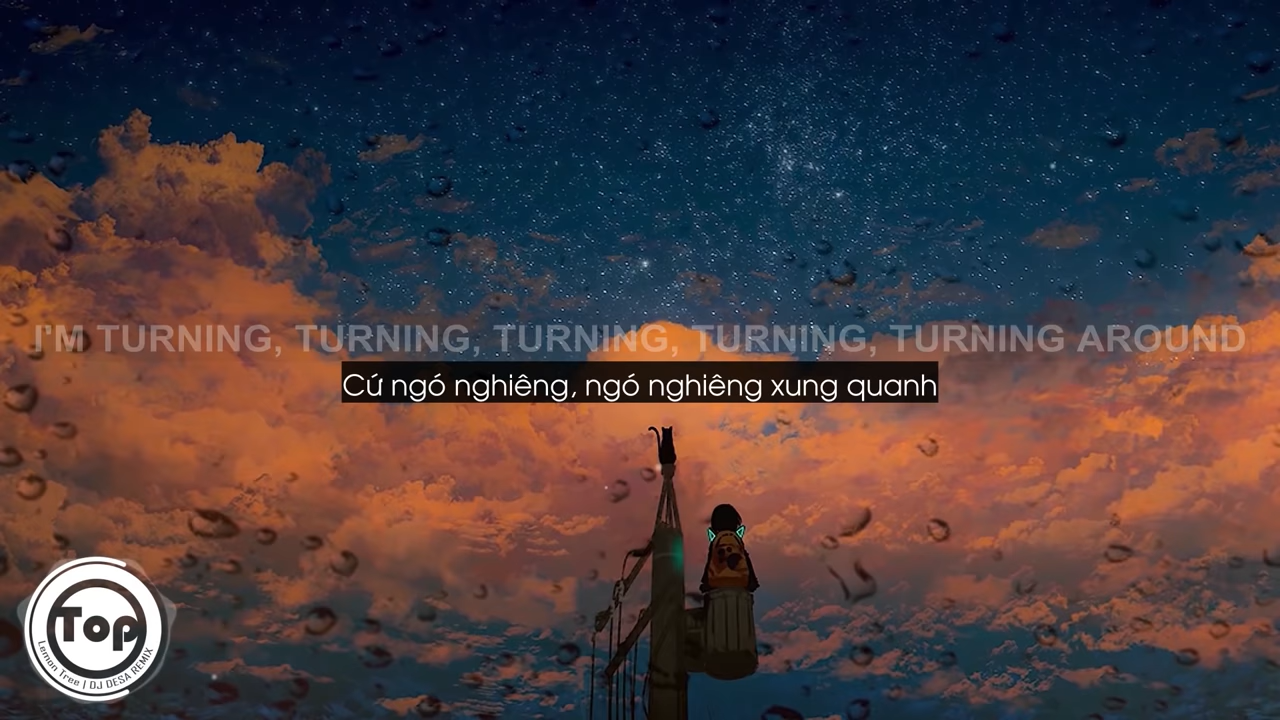 I'M TURNING, TURNING, TURNING, TURNING, TURNING AROUND
Cứ ngó nghiêng, ngó nghiêng xung quanh
Top
Lemon Tree | DJ DESA REMIX